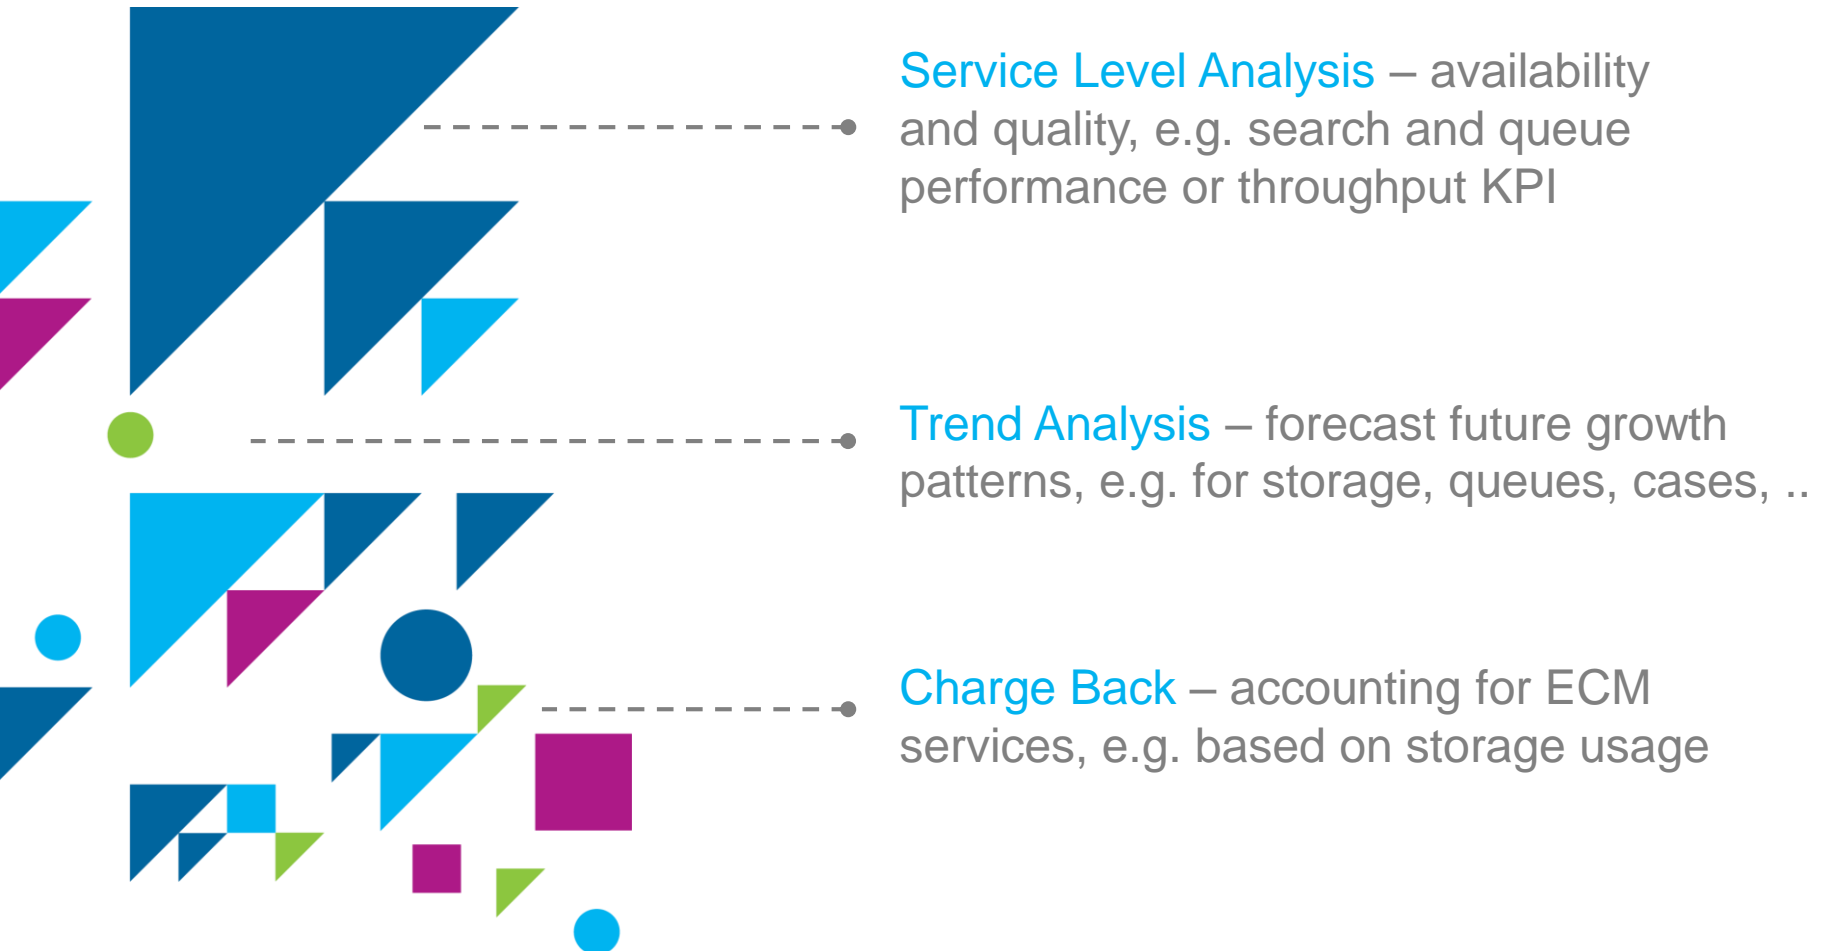 Service Level Analysis – availability
and quality, e.g. search and queue
performance or throughput KPI
Trend Analysis – forecast future growth
patterns, e.g. for storage, queues, cases, ..
Charge Back – accounting for ECM
services, e.g. based on storage usage